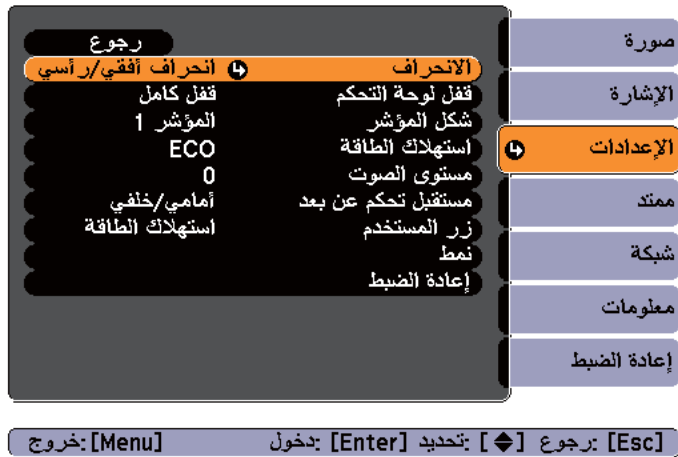 رجوع
الانحراف انحراف أفقي/رأسي
قفل لوحة التحكم قفل كامل
شكل المؤشر المؤشر 1
استهلاك الطاقة ECO
مستوى الصوت 0
مستقبل تحكم عن بعد أمامي/خلفي
زر المستخدم استهلاك الطاقة
نمط
إعادة الضبط
صورة
الإشارة
الإعدادات
ممتد
شبكة
معلومات
إعادة الضبط
[Esc] :رجوع [ ] :تحديد [Enter] :دخول [Menu] :خروج